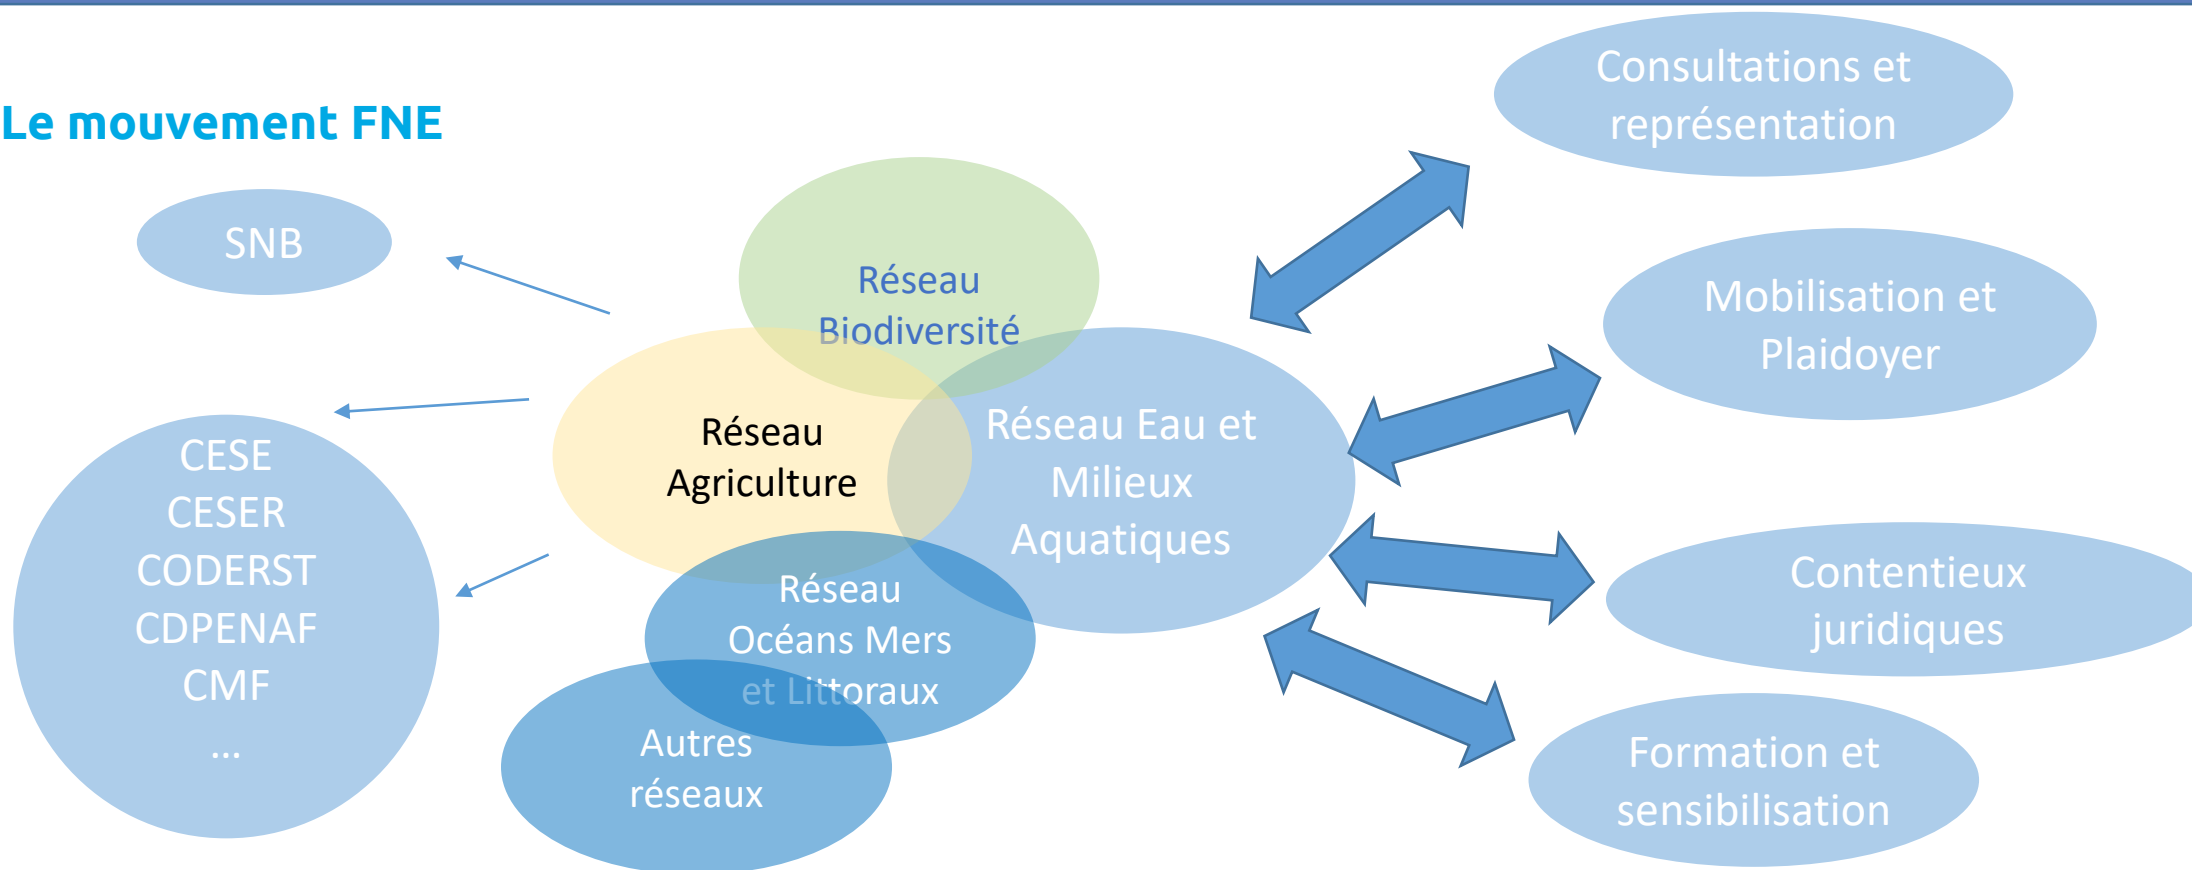 Le mouvement FNE
SNB
CESE
CESER
CODERST
CDPENAF
CMF
...
Réseau
Biodiversité
Réseau
Agriculture
Réseau Eau et
Milieux
Aquatiques
Réseau
Océans Mers
et Littoraux
Autres
réseaux
Consultations et
représentation
Mobilisation et
Plaidoyer
Contentieux
juridiques
Formation et
sensibilisation